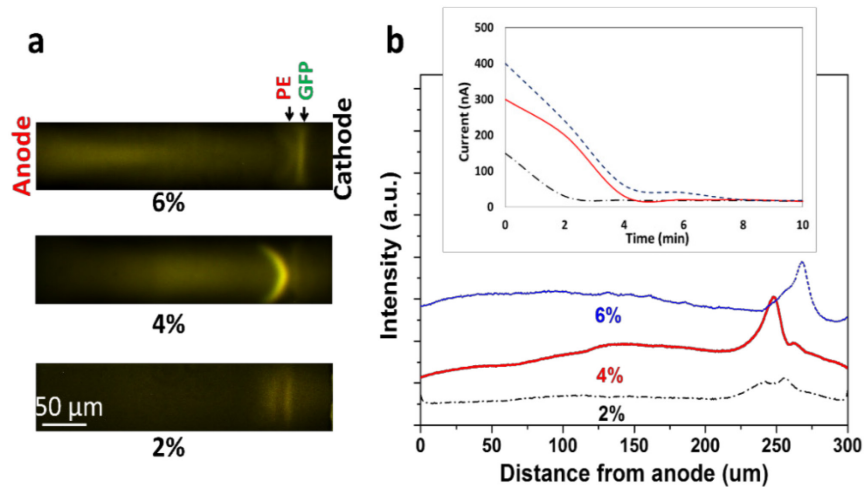 a
PE
GFP
Anode
Cathode
6%
4%
50 µm
2%
b
500
400
300
200
100
0
Current (nA)
0 2 4 6 8 10
Time (min)
Intensity (a.u.)
6%
4%
2%
0 50 100 150 200 250 300
Distance from anode (um)